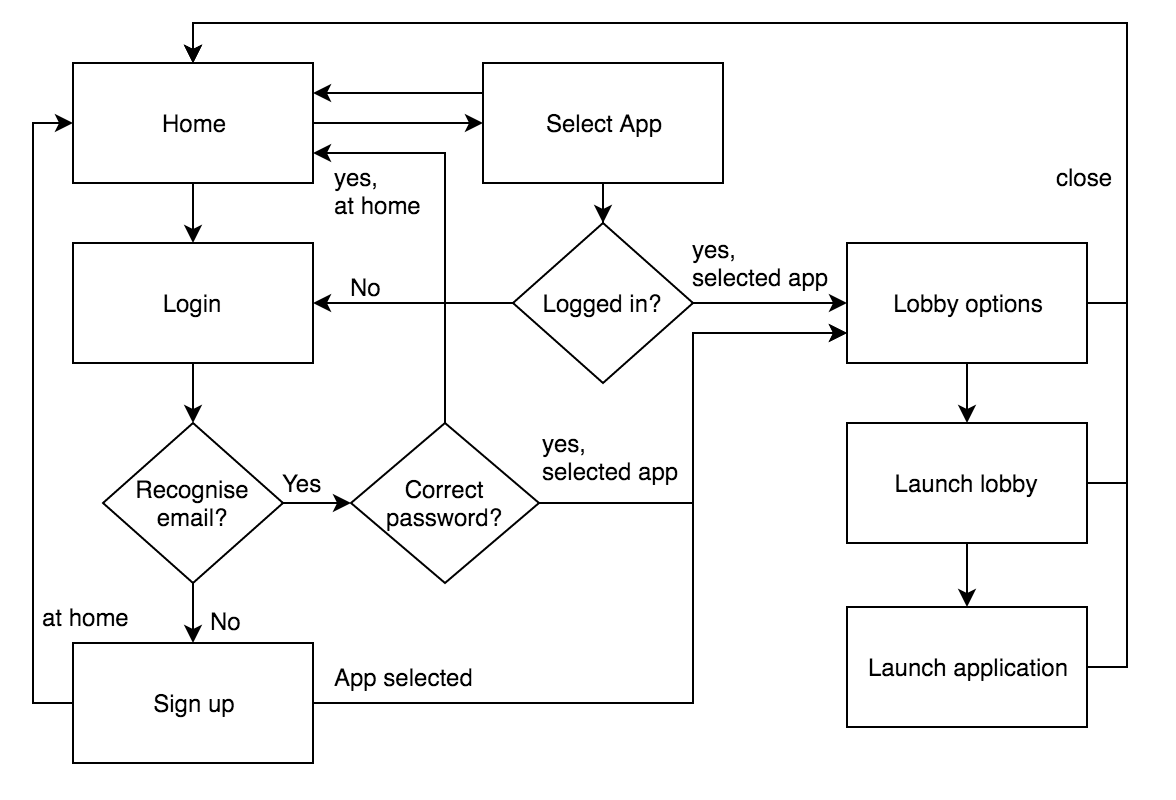 Home
Select App
yes,
at home
close
yes,
selected app
Login
No
Logged in?
Lobby options
yes,
selected app
Recognise
email?
Yes
Correct
password?
Launch lobby
at home
No
Launch application
App selected
Sign up